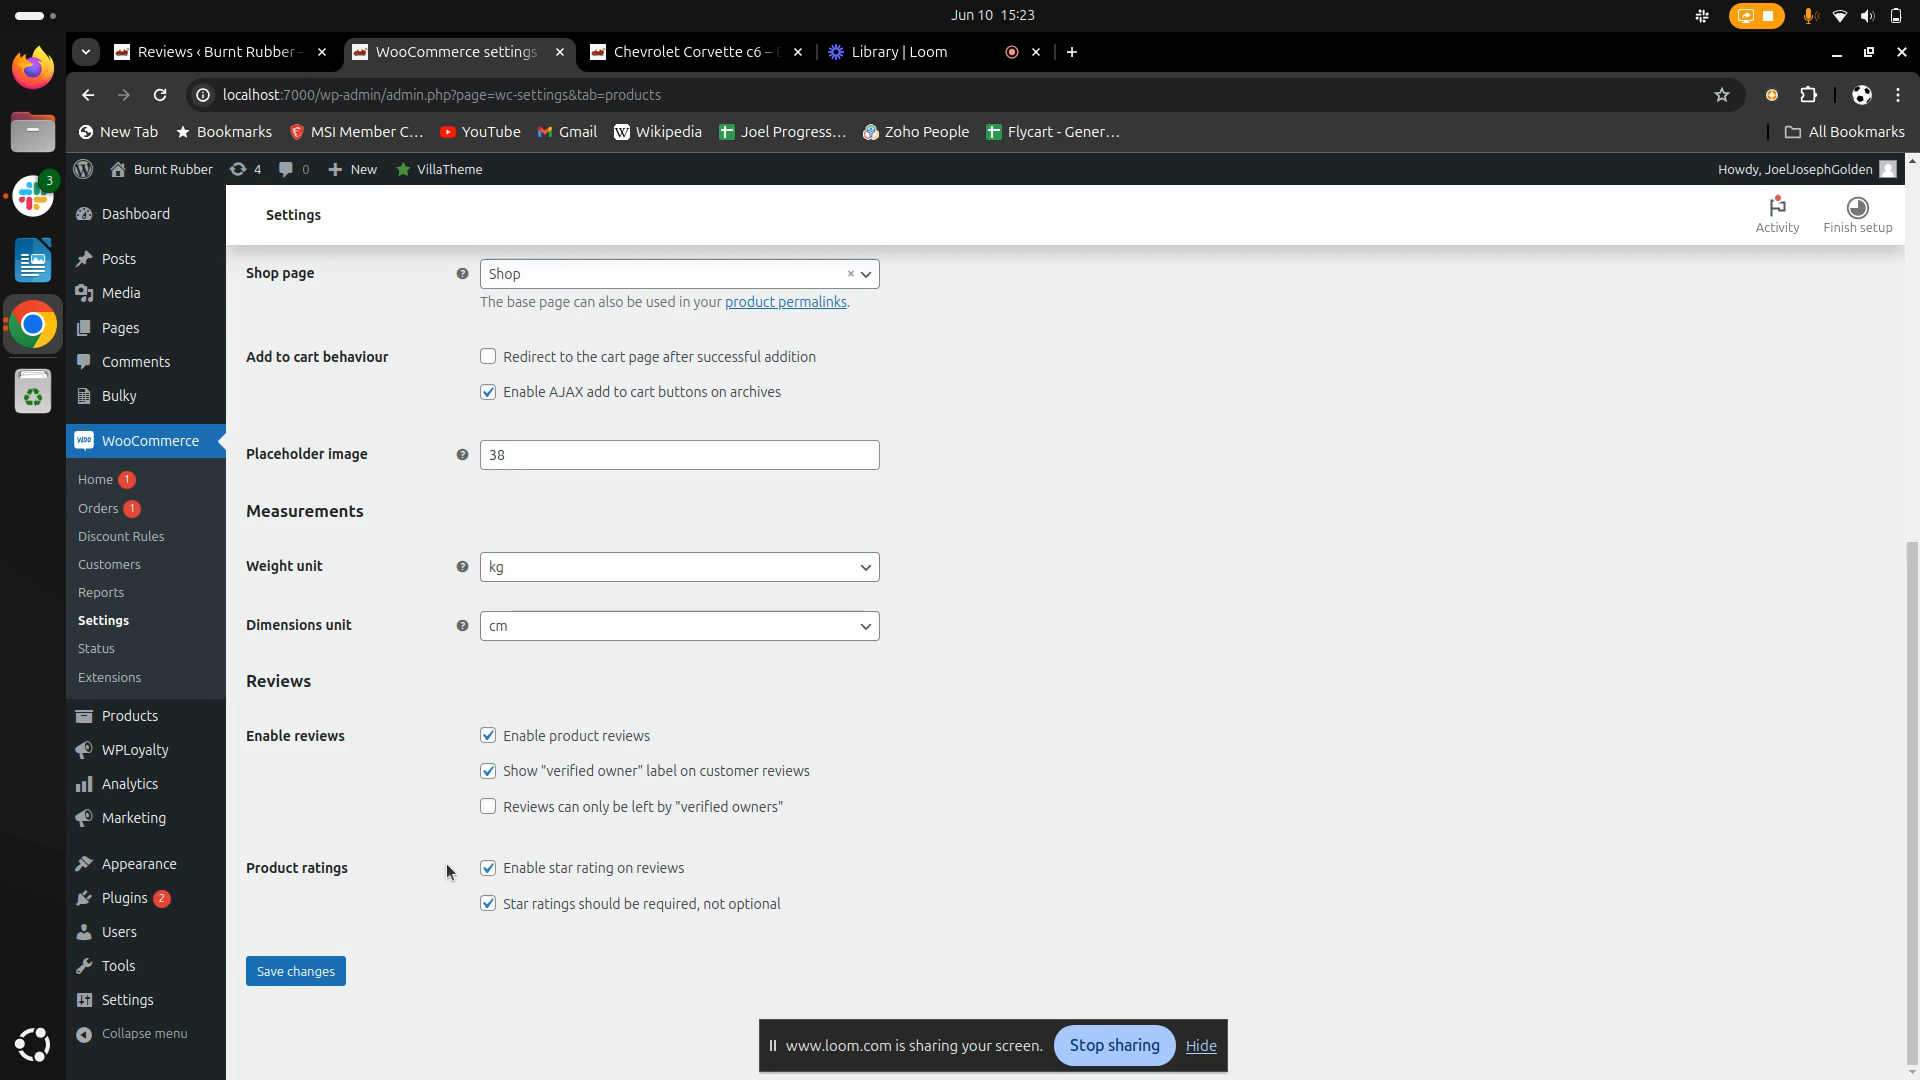 Jun 10 15:23
Reviews ‹ Burnt Rubber –
WooCommerce settings
Chevrolet Corvette c6 –
Library | Loom
localhost:7000/wp-admin/admin.php?page=wc-settings&tab=products
New Tab
Bookmarks
MSI Member C...
YouTube
Gmail
Wikipedia
Joel Progress...
Zoho People
Flycart - Gener...
All Bookmarks
Burnt Rubber
4
0
New
VillaTheme
Howdy, JoelJosephGolden
3
Dashboard
Posts
Media
Pages
Comments
Bulky
WooCommerce
Home 1
Orders 1
Discount Rules
Customers
Reports
Settings
Status
Extensions
Products
WPLoyalty
Analytics
Marketing
Appearance
Plugins 2
Users
Tools
Settings
Collapse menu
Settings
Activity
Finish setup
Shop page
Shop
The base page can also be used in your product permalinks.
Add to cart behaviour
Redirect to the cart page after successful addition
Enable AJAX add to cart buttons on archives
Placeholder image
38
Measurements
Weight unit
kg
Dimensions unit
cm
Reviews
Enable reviews
Enable product reviews
Show "verified owner" label on customer reviews
Reviews can only be left by "verified owners"
Product ratings
Enable star rating on reviews
Star ratings should be required, not optional
Save changes
www.loom.com is sharing your screen.
Stop sharing
Hide